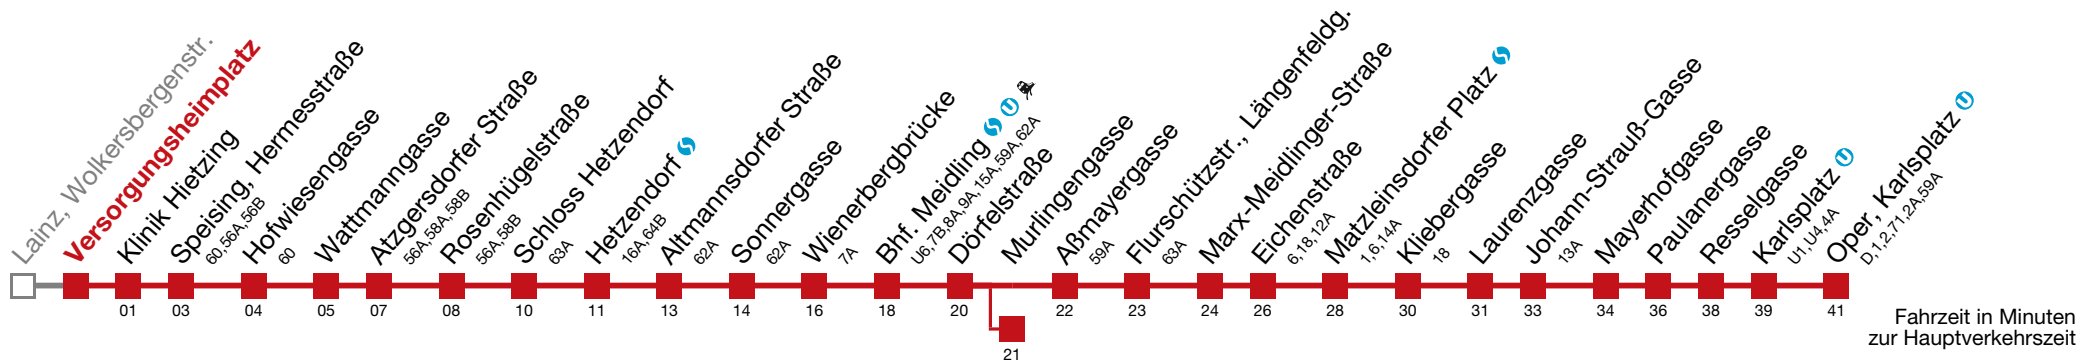 Lainz, Wolkersbergenstr.
Versorgungsheimplatz
Klinik Hietzing
01
Speising, Hermesstraße
60,56A,56B
03
Hofwiesengasse
60
04
Wattmanngasse
05
Atzgersdorfer Straße
56A,58A,58B
07
Rosenhügelstraße
56A,58B
08
Schloss Hetzendorf
63A
10
Hetzendorf
16A,64B
11
Altmannsdorfer Straße
62A
13
Sonnergasse
62A
14
Wienerbergbrücke
7A
16
Bhf. Meidling
U6,7B,8A,9A,15A,59A,62A
18
Dörfelstraße
20
Murlingengasse
21
Aßmayergasse
59A
22
Flurschützstr., Längenfeldg.
63A
23
Marx-Meidlinger-Straße
24
Eichenstraße
6,18,12A
26
Matzleinsdorfer Platz
1,6,14A
28
Kliebergasse
18
30
Laurenzgasse
31
Johann-Strauß-Gasse
13A
33
Mayerhofgasse
34
Paulanergasse
36
Resselgasse
38
Karlsplatz U
U1,U4,4A
39
Oper, Karlsplatz U
D,1,2,71,2A,59A
41
Fahrzeit in Minuten
zur Hauptverkehrszeit